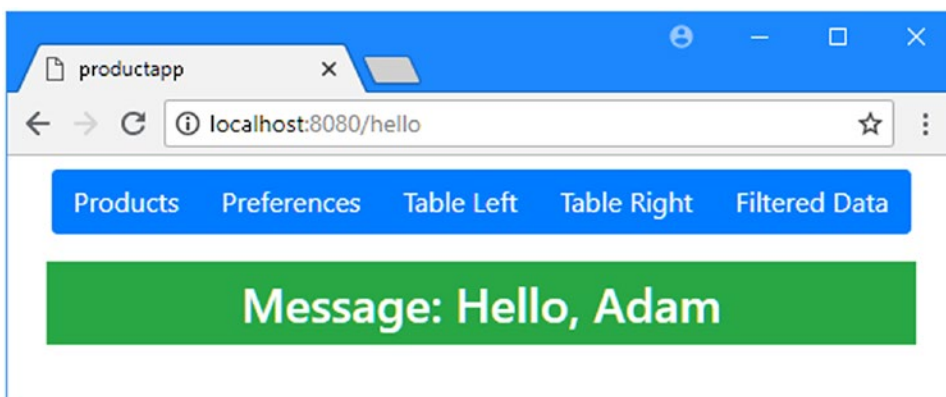 productapp
localhost:8080/hello
Products Preferences Table Left Table Right Filtered Data
Message: Hello, Adam